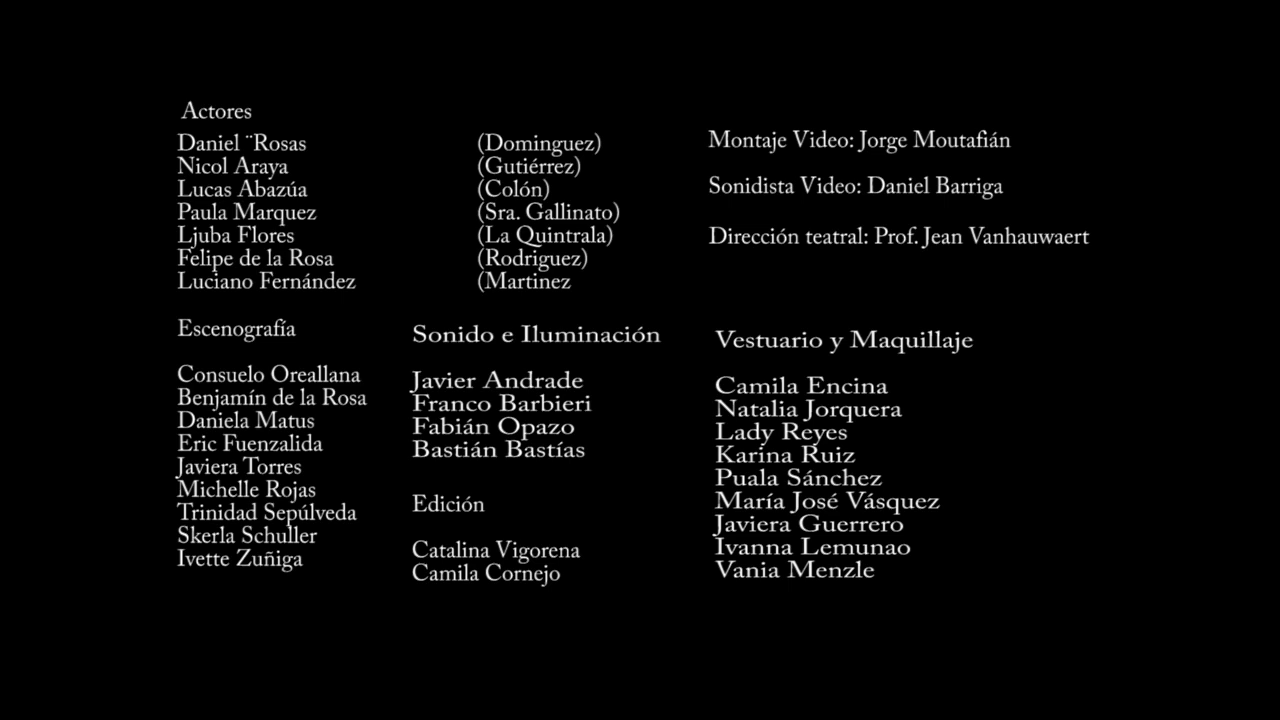 Actores
Daniel ¨Rosas (Dominguez)
Nicol Araya (Gutiérrez)
Lucas Abazúa (Colón)
Paula Marquez (Sra. Gallinato)
Ljuba Flores (La Quintrala)
Felipe de la Rosa (Rodriguez)
Luciano Fernández (Martinez
Montaje Video: Jorge Moutafián
Sonidista Video: Daniel Barriga
Dirección teatral: Prof. Jean Vanhauwaert
Escenografía
Consuelo Oreallana
Benjamín de la Rosa
Daniela Matus
Eric Fuenzalida
Javiera Torres
Michelle Rojas
Trinidad Sepúlveda
Skerla Schuller
Ivette Zuñiga
Sonido e Iluminación
Javier Andrade
Franco Barbieri
Fabián Opazo
Bastián Bastías
Edición
Catalina Vigorena
Camila Cornejo
Vestuario y Maquillaje
Camila Encina
Natalia Jorquera
Lady Reyes
Karina Ruiz
Puala Sánchez
María José Vásquez
Javiera Guerrero
Ivanna Lemunao
Vania Menzle